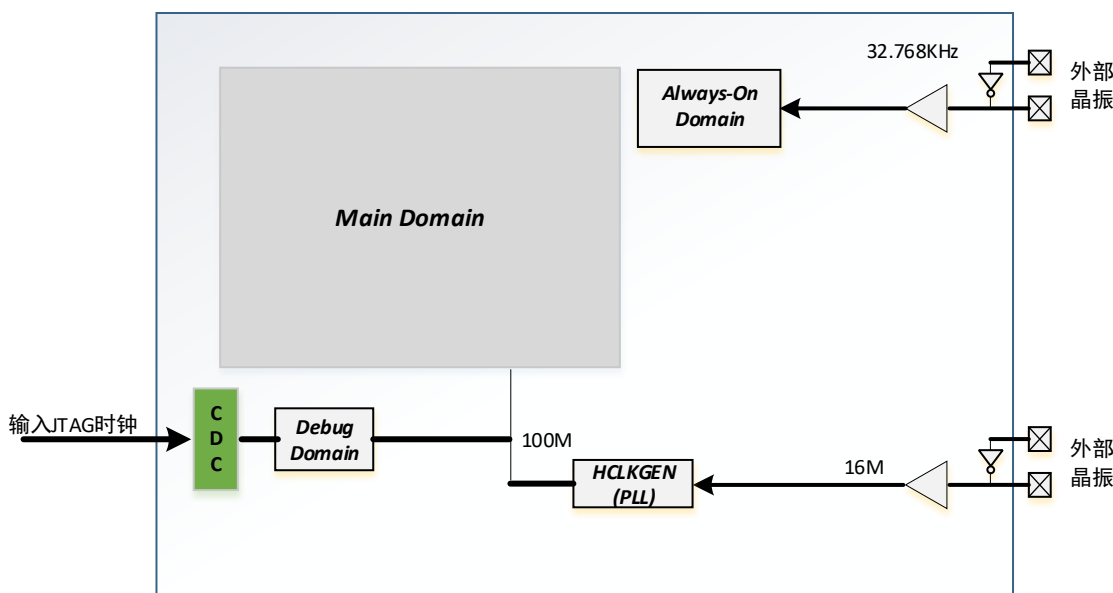 32.768KHz
外部
晶振
Always-On
Domain
Main Domain
输入JTAG时钟
C
D
C
Debug
Domain
100M
HCLKGEN
(PLL)
16M
外部
晶振